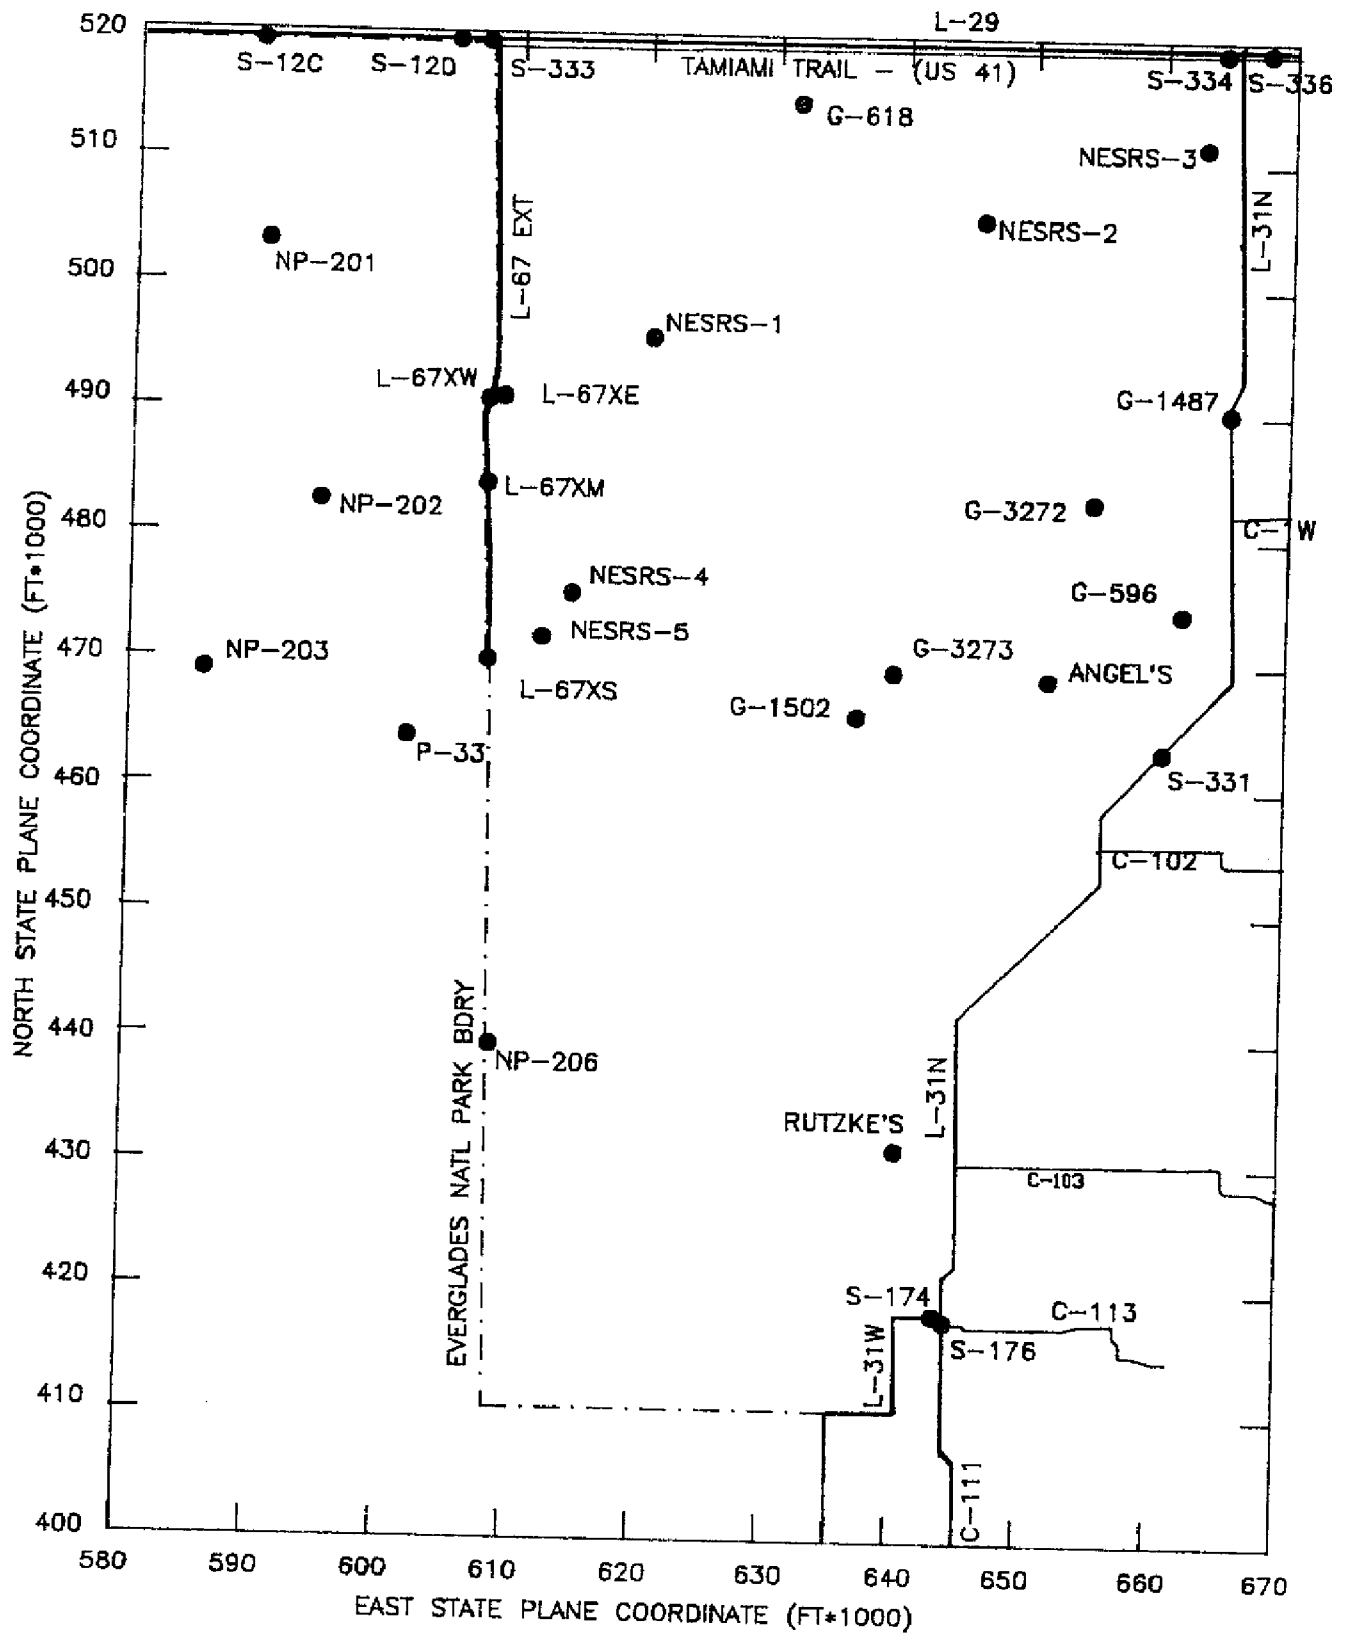 520
L-29
S-12C
S-12D
S-333
TAMIAMI TRAIL - (US 41)
S-334
S-336
G-618
510
NESRS-3
L-67 EXT
L-31N
NESRS-2
NP-201
500
NESRS-1
L-67XW
L-67XE
490
G-1487
L-67XM
NP-202
G-3272
480
C-1W
NESRS-4
G-596
NORTH STATE PLANE COORDINATE (FT*1000)
NP-203
NESRS-5
G-3273
470
ANGEL'S
L-67XS
G-1502
P-33
460
S-331
C-102
450
EVERGLADES NATL PARK BDRY
440
NP-206
L-31N
RUTZKE'S
430
C-103
420
S-174
C-113
S-176
L-31W
410
C-111
400
580
590
600
610
620
630
640
650
660
670
EAST STATE PLANE COORDINATE (FT*1000)